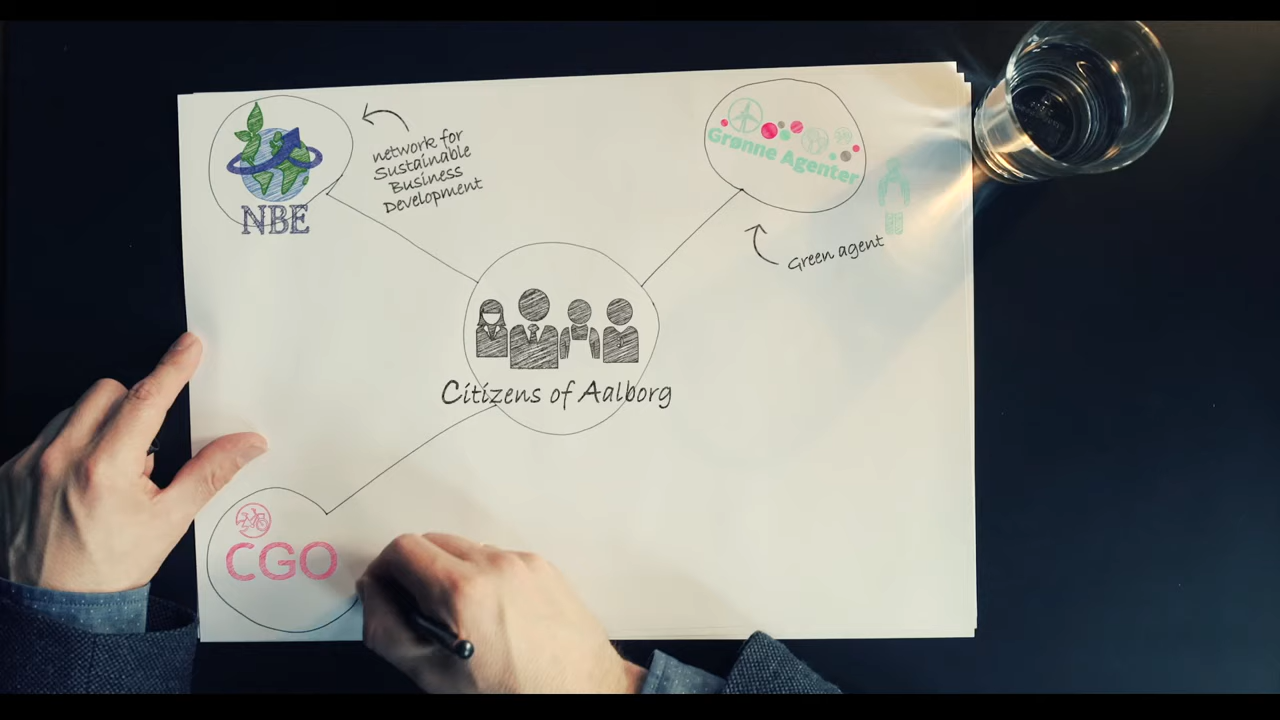 NBE
network for
Sustainable
Business
Development
Grønne Agenter
Green agent
Citizens of Aalborg
CGO